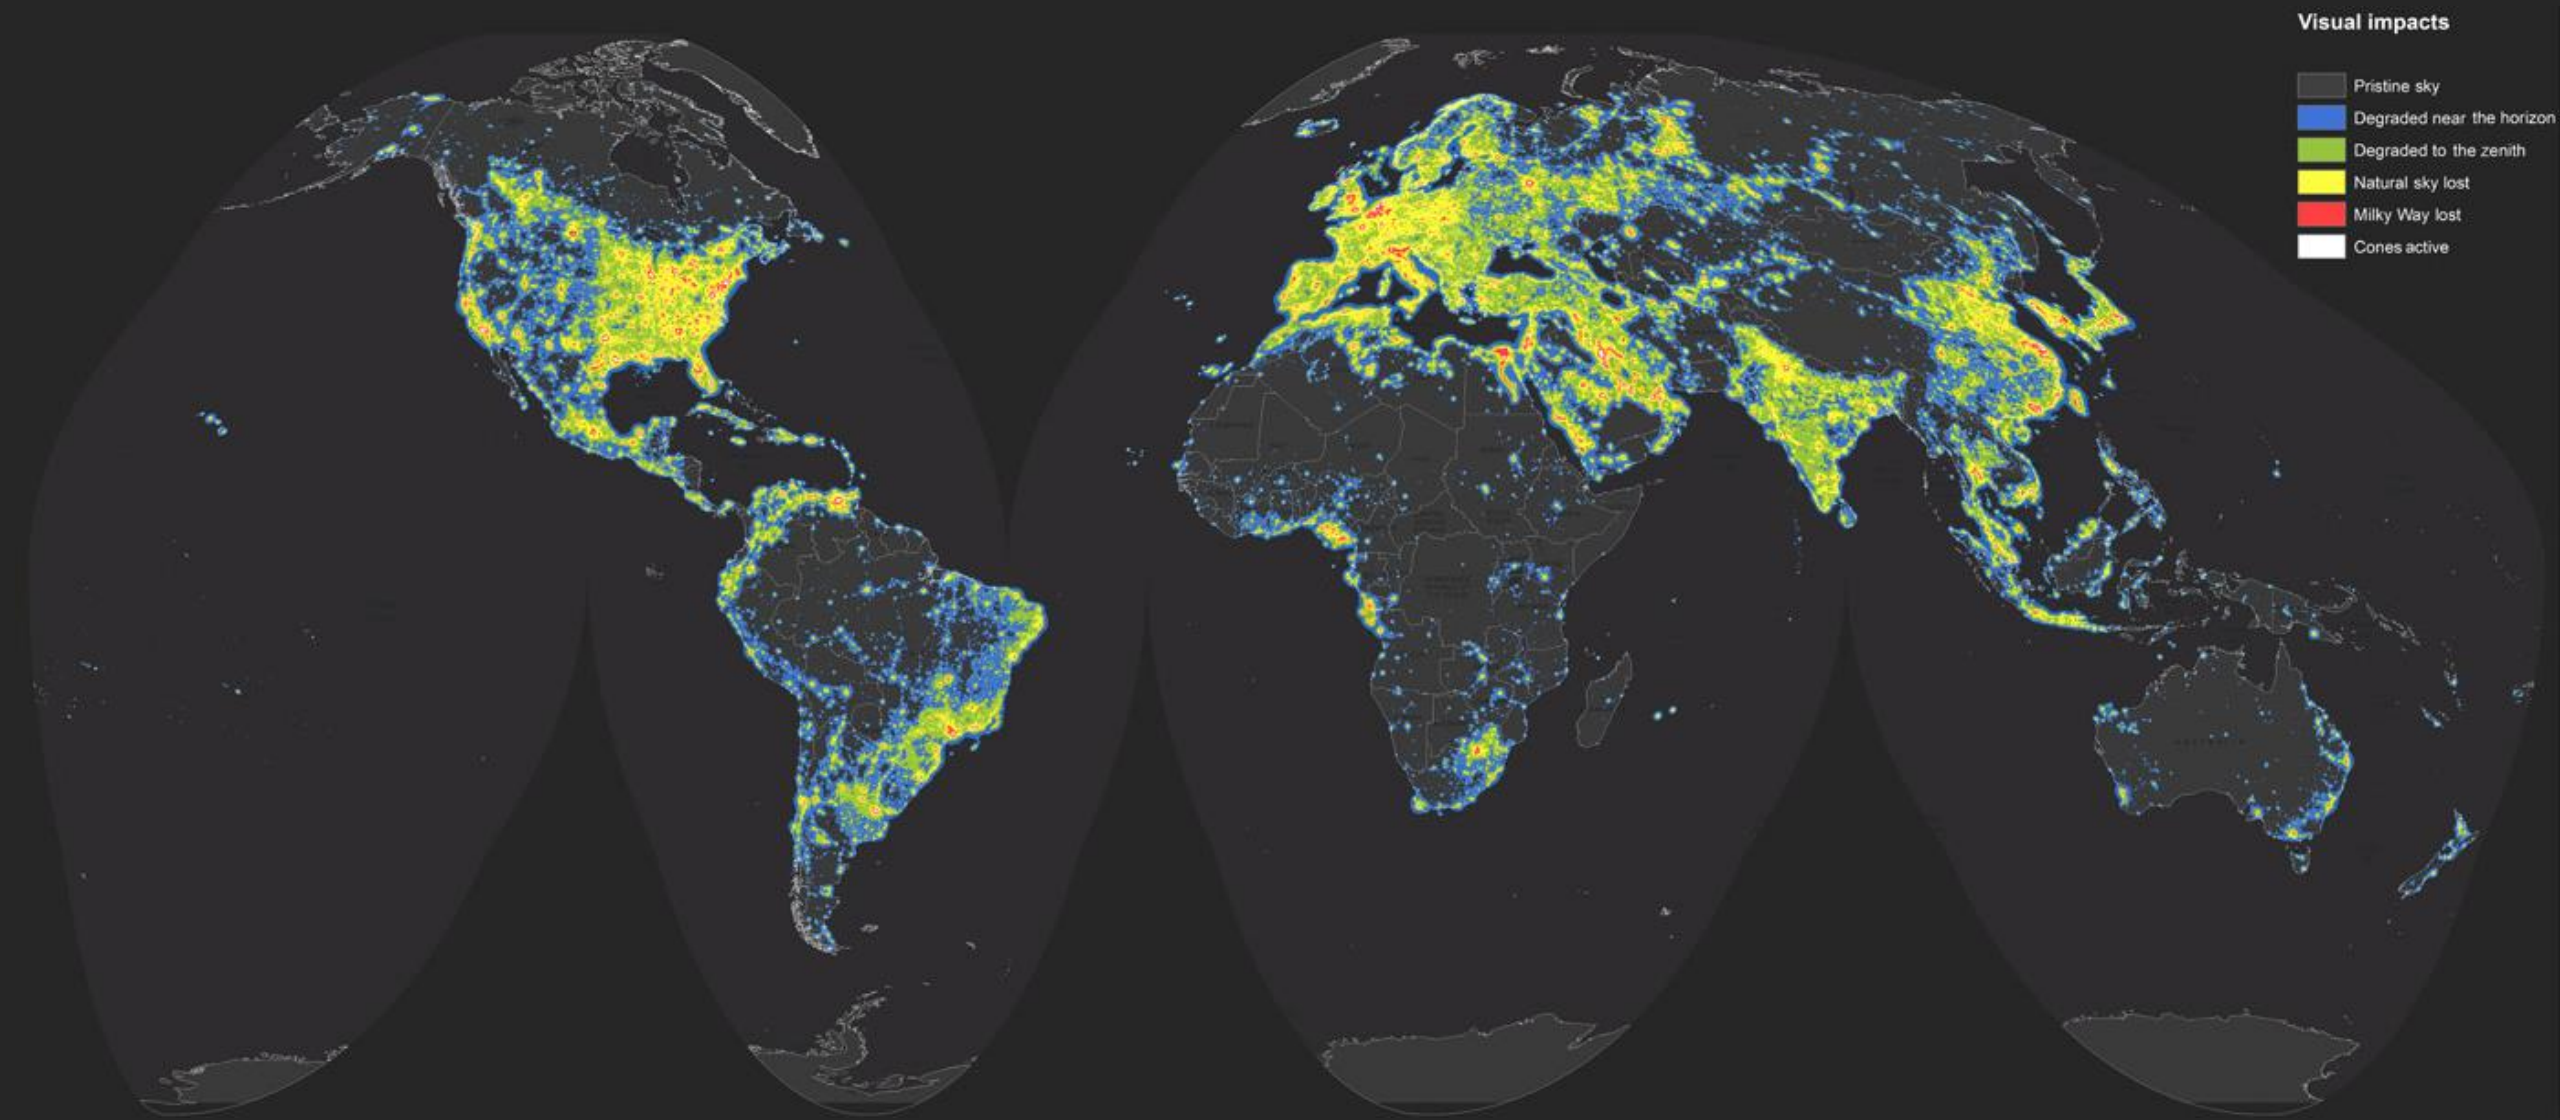 Visual impacts
Pristine sky
Degraded near the horizon
Degraded to the zenith
Natural sky lost
Milky Way lost
Cones active